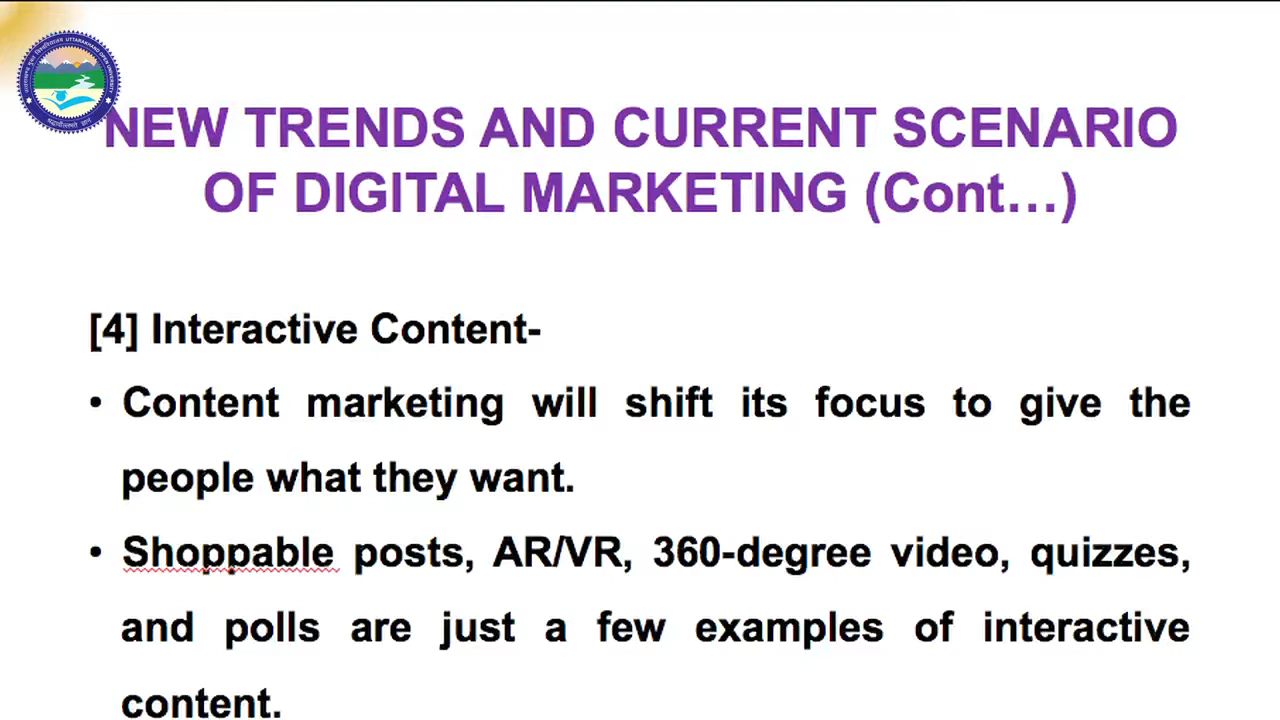 NEW TRENDS AND CURRENT SCENARIO
OF DIGITAL MARKETING (Cont...)
[4] Interactive Content-
• Content marketing will shift its focus to give the
people what they want.
• Shoppable posts, AR/VR, 360-degree video, quizzes,
and polls are just a few examples of interactive
content.